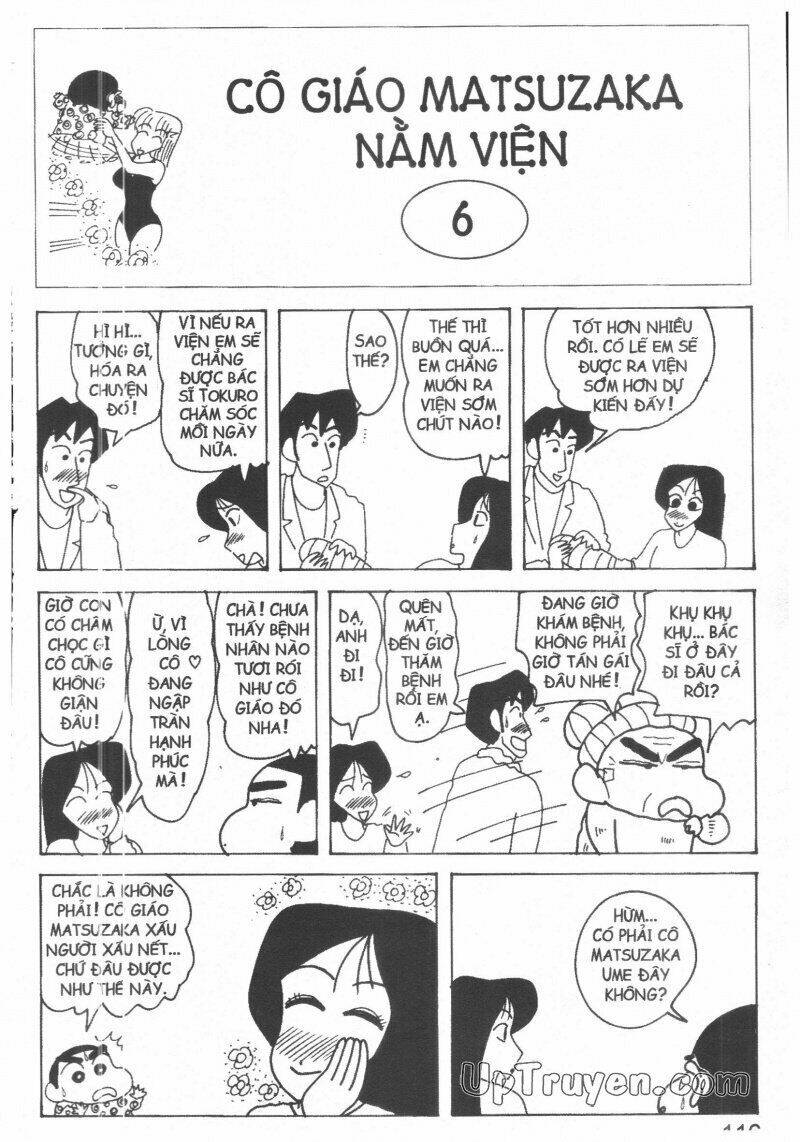 CÔ GIÁO MATSUZAKA
NẰM VIỆN
6
TỐT HƠN NHIỀU
RỒI. CÓ LẼ EM SẼ
ĐƯỢC RA VIỆN
SỚM HƠN DỰ
KIẾN ĐẤY!
THẾ THÌ
BUỒN QUÁ...
EM CHẲNG
MUỐN RA
VIỆN SỚM
CHÚT NÀO!
SAO
THẾ?
VÌ NẾU RA
VIỆN EM SẼ
CHẲNG
ĐƯỢC BÁC
SĨ TOKURO
CHĂM SÓC
MỖI NGÀY
NỮA.
HÌ HÌ...
TƯỞNG GÌ,
HÓA RA
CHUYỆN
ĐÓ!
KHỤ KHỤ
KHỤ... BÁC
SĨ Ở ĐÂY
ĐI ĐÂU CẢ
RỒI?
ĐANG GIỜ
KHÁM BỆNH,
KHÔNG PHẢI
GIỜ TÁN GÁI
ĐÂU NHÉ!
QUÊN
MẤT,
ĐẾN GIỜ
THĂM
BỆNH
RỒI EM
Ạ.
DẠ,
ANH
ĐI
ĐI!
CHÀ! CHƯA
THẤY BỆNH
NHÂN NÀO
TƯƠI RÓI
NHƯ CÔ
GIÁO ĐÓ
NHA!
Ừ, VÌ
LÒNG
CÔ ♡
ĐANG
NGẬP
TRÀN
HẠNH
PHÚC
MÀ!
GIỜ CON
CÓ CHÂM
CHỌC GÌ
CÔ CŨNG
KHÔNG
GIẬN
ĐÂU!
HỪM...
CÓ PHẢI CÔ
MATSUZAKA
UME ĐÂY
KHÔNG?
CHẮC LÀ KHÔNG
PHẢI! CÔ GIÁO
MATSUZAKA XẤU
NGƯỜI XẤU NẾT...
CHỨ ĐÂU ĐƯỢC
NHƯ THẾ NÀY.
UpTruyen.com